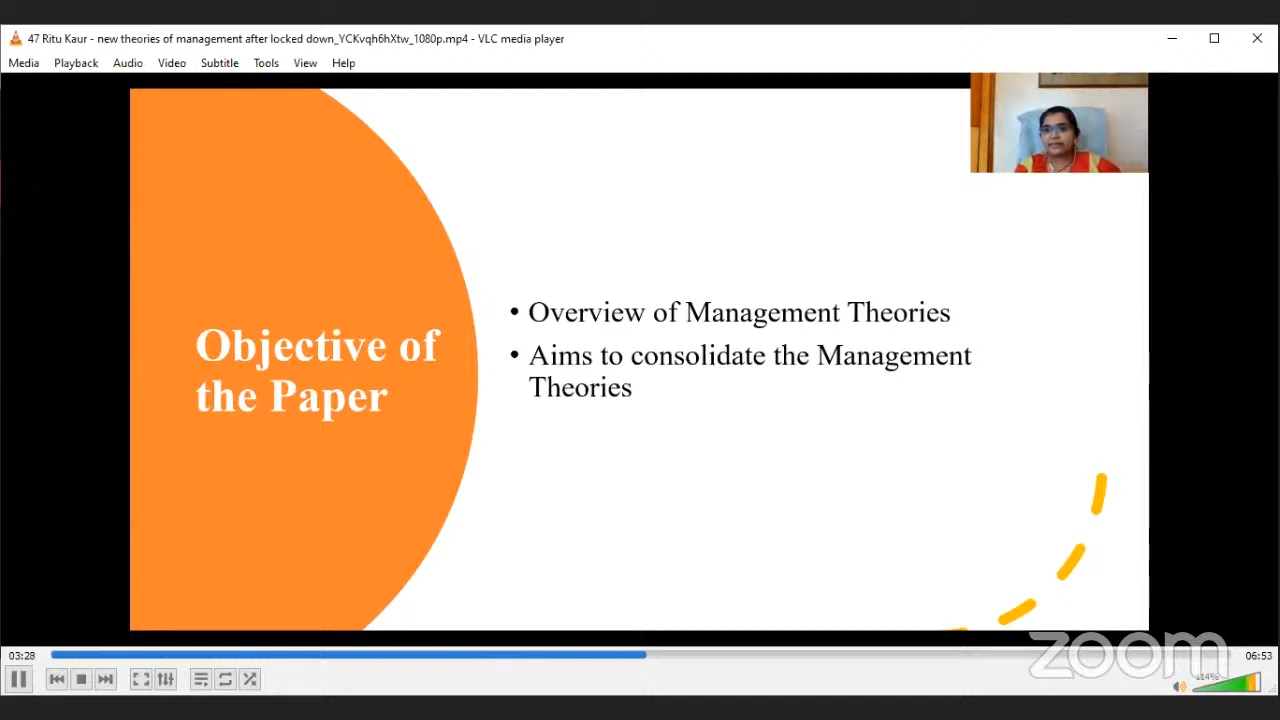 47 Ritu Kaur - new theories of management after locked down_YCKvqh6hXtw_1080p.mp4 - VLC media player
Media Playback Audio Video Subtitle Tools View Help
Objective of
the Paper
• Overview of Management Theories
• Aims to consolidate the Management
Theories
03:28
06:53
zoom
114%